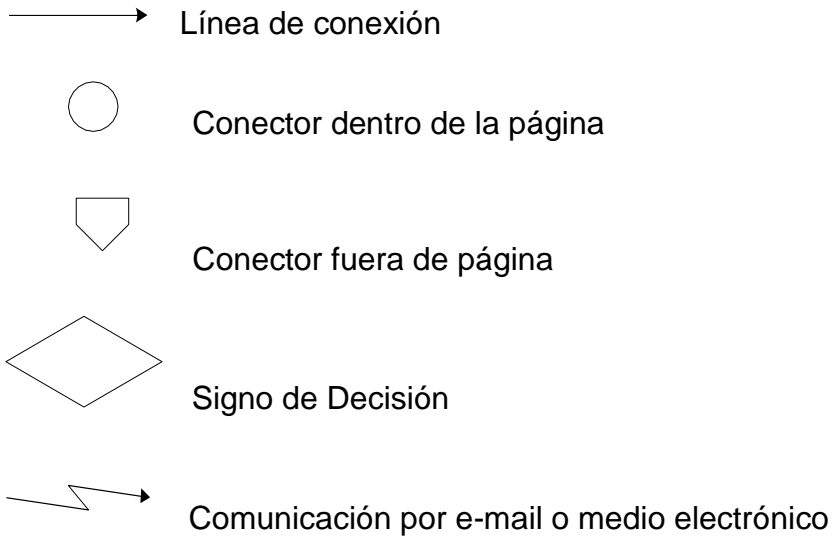 Línea de conexión
Conector dentro de la página
Conector fuera de página
Signo de Decisión
Comunicación por e-mail o medio electrónico